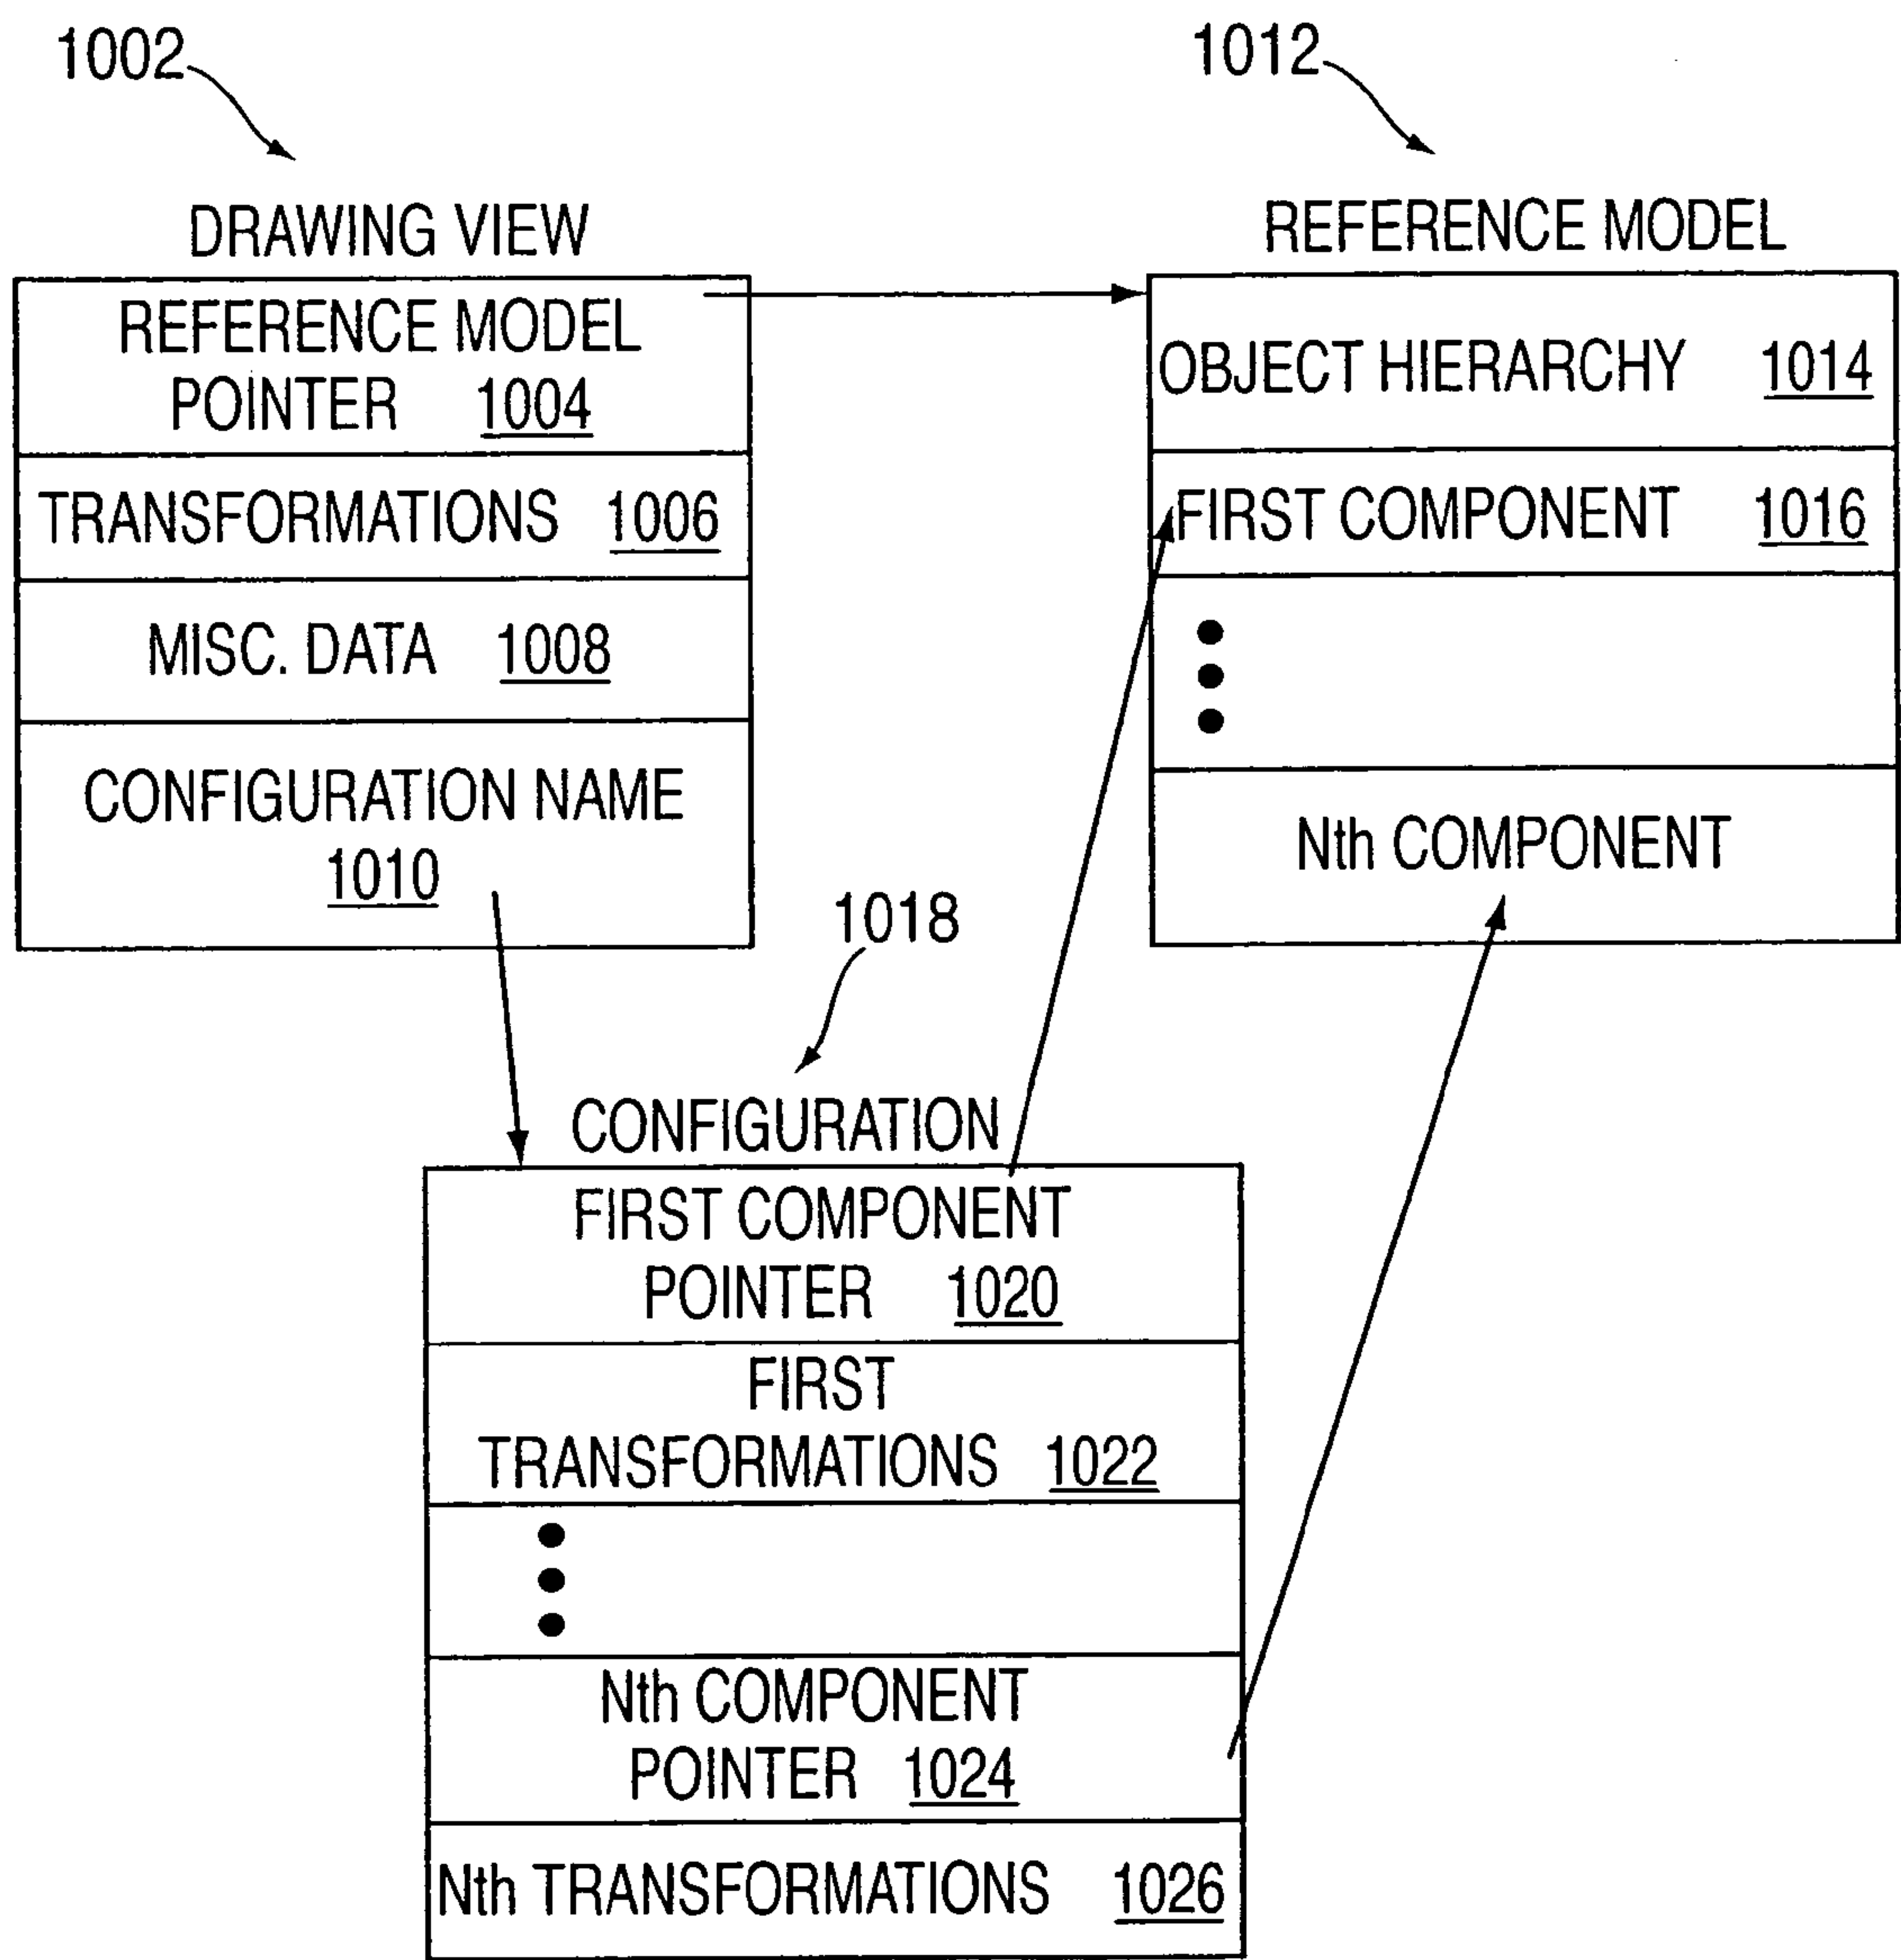 1002
DRAWING VIEW
REFERENCE MODEL
POINTER 1004
TRANSFORMATIONS 1006
MISC. DATA 1008
CONFIGURATION NAME
1010
1012
REFERENCE MODEL
OBJECT HIERARCHY 1014
FIRST COMPONENT 1016
Nth COMPONENT
1018
CONFIGURATION
FIRST COMPONENT
POINTER 1020
FIRST
TRANSFORMATIONS 1022
Nth COMPONENT
POINTER 1024
Nth TRANSFORMATIONS 1026